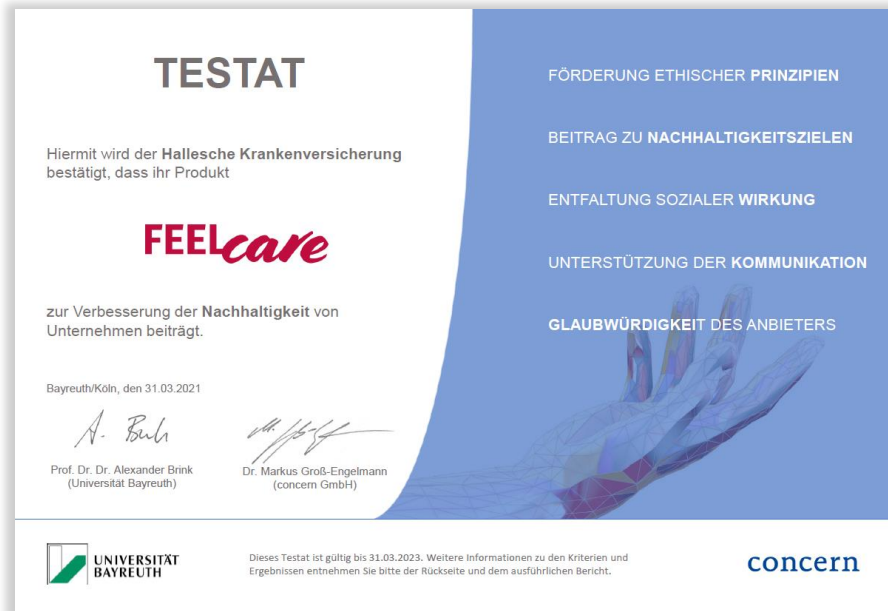 TESTAT
Hiermit wird der Hallesche Krankenversicherung
bestätigt, dass ihr Produkt
FEELcare
zur Verbesserung der Nachhaltigkeit von
Unternehmen beiträgt.
Bayreuth/Köln, den 31.03.2021
Prof. Dr. Dr. Alexander Brink
(Universität Bayreuth)
Dr. Markus Groß-Engelmann
(concern GmbH)
FÖRDERUNG ETHISCHER PRINZIPIEN
BEITRAG ZU NACHHALTIGKEITSZIELEN
ENTFALTUNG SOZIALER WIRKUNG
UNTERSTÜTZUNG DER KOMMUNIKATION
GLAUBWÜRDIGKEIT DES ANBIETERS
UNIVERSITÄT
BAYREUTH
Dieses Testat ist gültig bis 31.03.2023. Weitere Informationen zu den Kriterien und
Ergebnissen entnehmen Sie bitte der Rückseite und dem ausführlichen Bericht.
concern